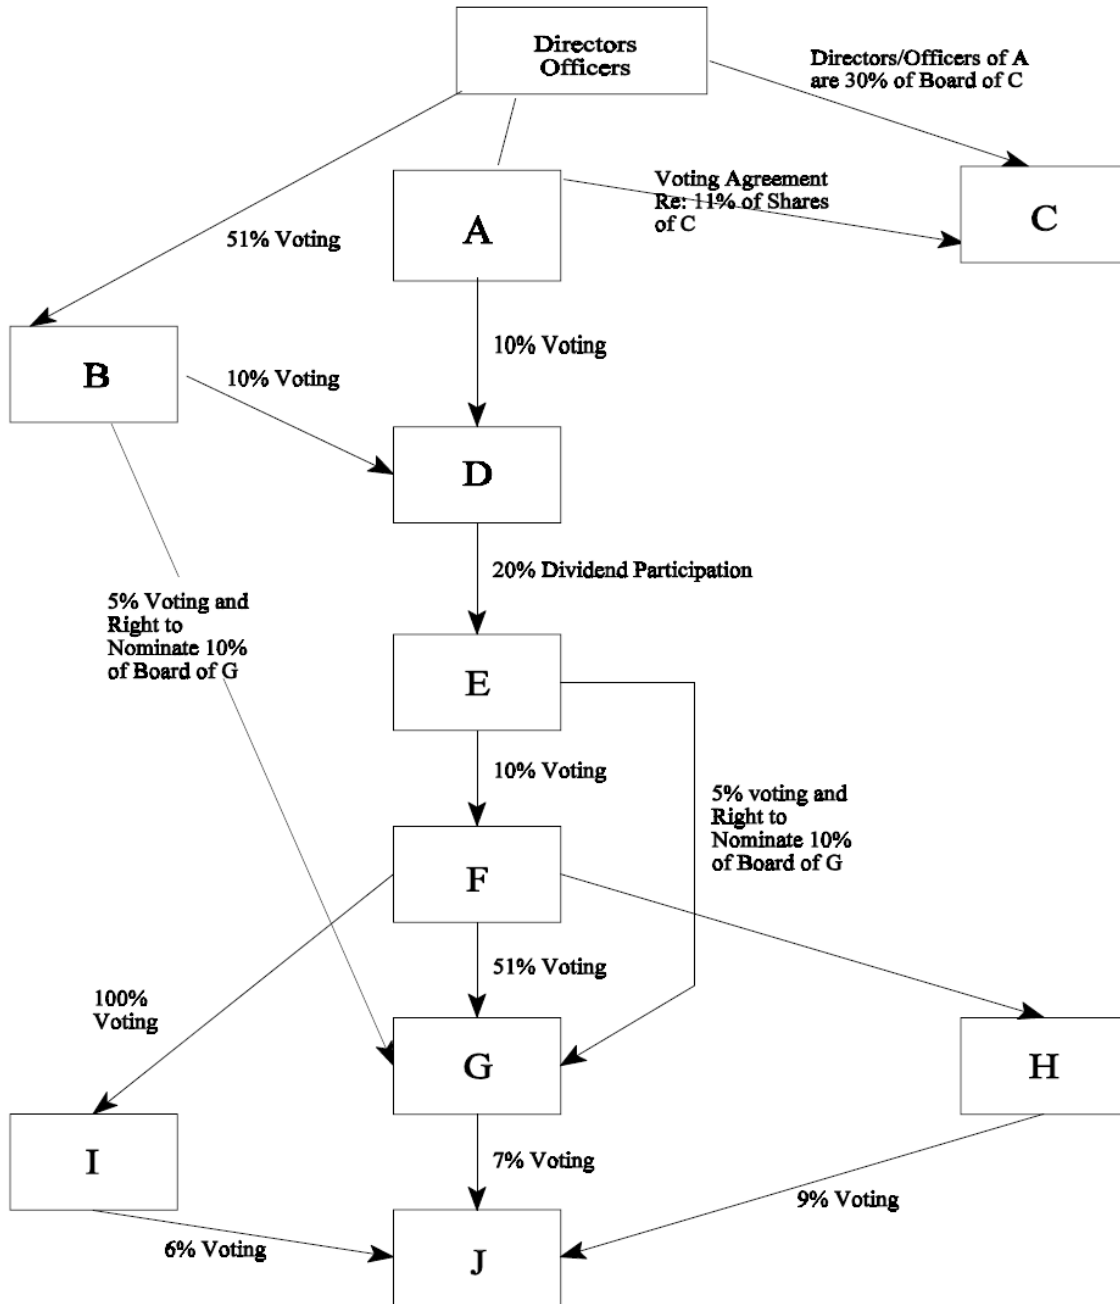 Directors
Officers
Directors/Officers of A
are 30% of Board of C
Voting Agreement
Re: 11% of Shares
of C
A
C
51% Voting
10% Voting
B
10% Voting
D
20% Dividend Participation
5% Voting and
Right to
Nominate 10%
of Board of G
E
10% Voting
5% voting and
Right to
Nominate 10%
of Board of G
F
51% Voting
100%
Voting
G
H
I
7% Voting
9% Voting
6% Voting
J